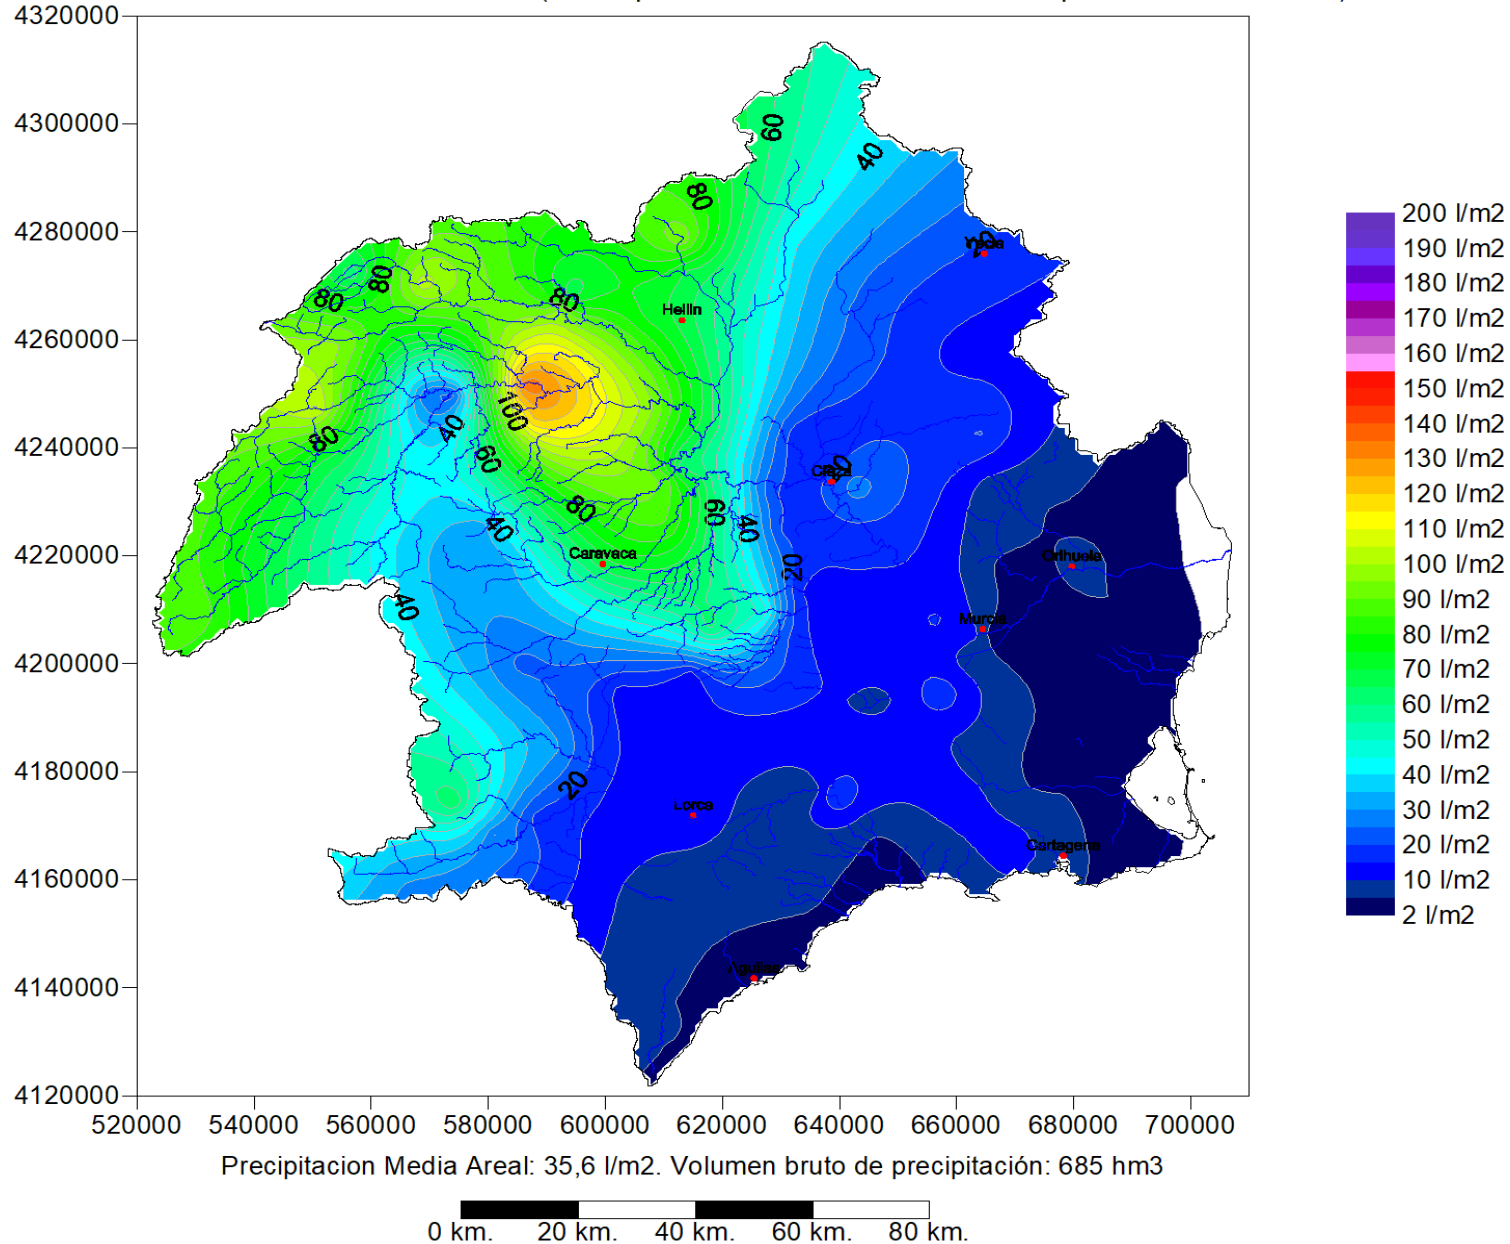 4320000
4300000
4280000
4260000
4240000
4220000
4200000
4180000
4160000
4140000
4120000
520000 540000 560000 580000 600000 620000 640000 660000 680000 700000
60
40
80
Yecla
80
80
80
Hellin
100
40
80
60
Cieza
80
60
40
40
Caravaca
20
Orihuela
40
Murcia
20
Lorca
Cartagena
Aguilas
200 l/m2
190 l/m2
180 l/m2
170 l/m2
160 l/m2
150 l/m2
140 l/m2
130 l/m2
120 l/m2
110 l/m2
100 l/m2
90 l/m2
80 l/m2
70 l/m2
60 l/m2
50 l/m2
40 l/m2
30 l/m2
20 l/m2
10 l/m2
2 l/m2
Precipitacion Media Areal: 35,6 l/m2. Volumen bruto de precipitación: 685 hm3
0 km. 20 km. 40 km. 60 km. 80 km.